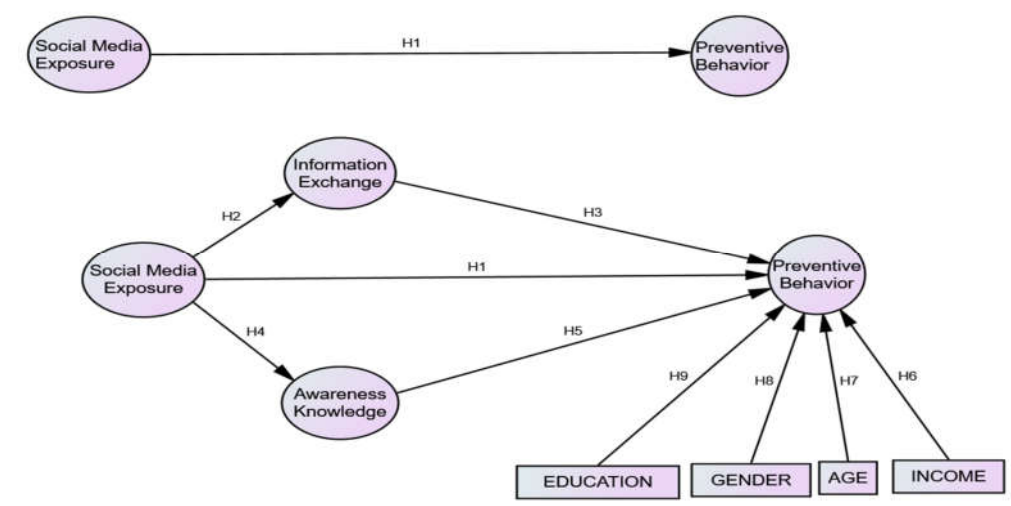 H1
Social Media
Exposure
Preventive
Behavior
Information
Exchange
H2
H3
Social Media
Exposure
H1
Preventive
Behavior
H4
H5
Awareness
Knowledge
H9
H8
H7
H6
EDUCATION
GENDER
AGE
INCOME